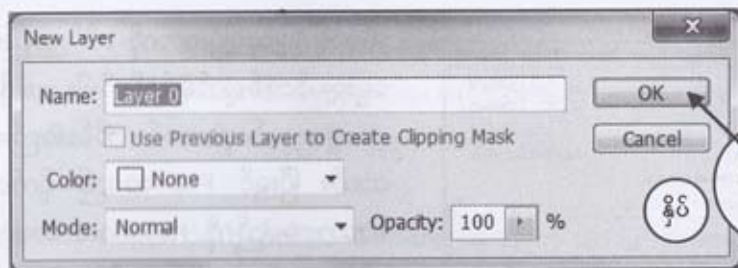 New Layer
Name: Layer 0
OK
Use Previous Layer to Create Clipping Mask
Cancel
Color: None
Mode: Normal
Opacity: 100 %